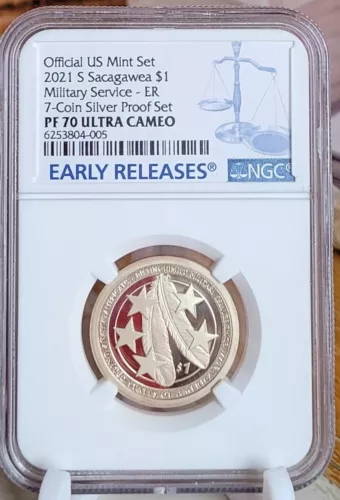 Official US Mint Set
2021 S Sacagawea $1
Military Service - ER
7-Coin Silver Proof Set
PF 70 ULTRA CAMEO
6253804-005
EARLY RELEASES®
NGC
$1